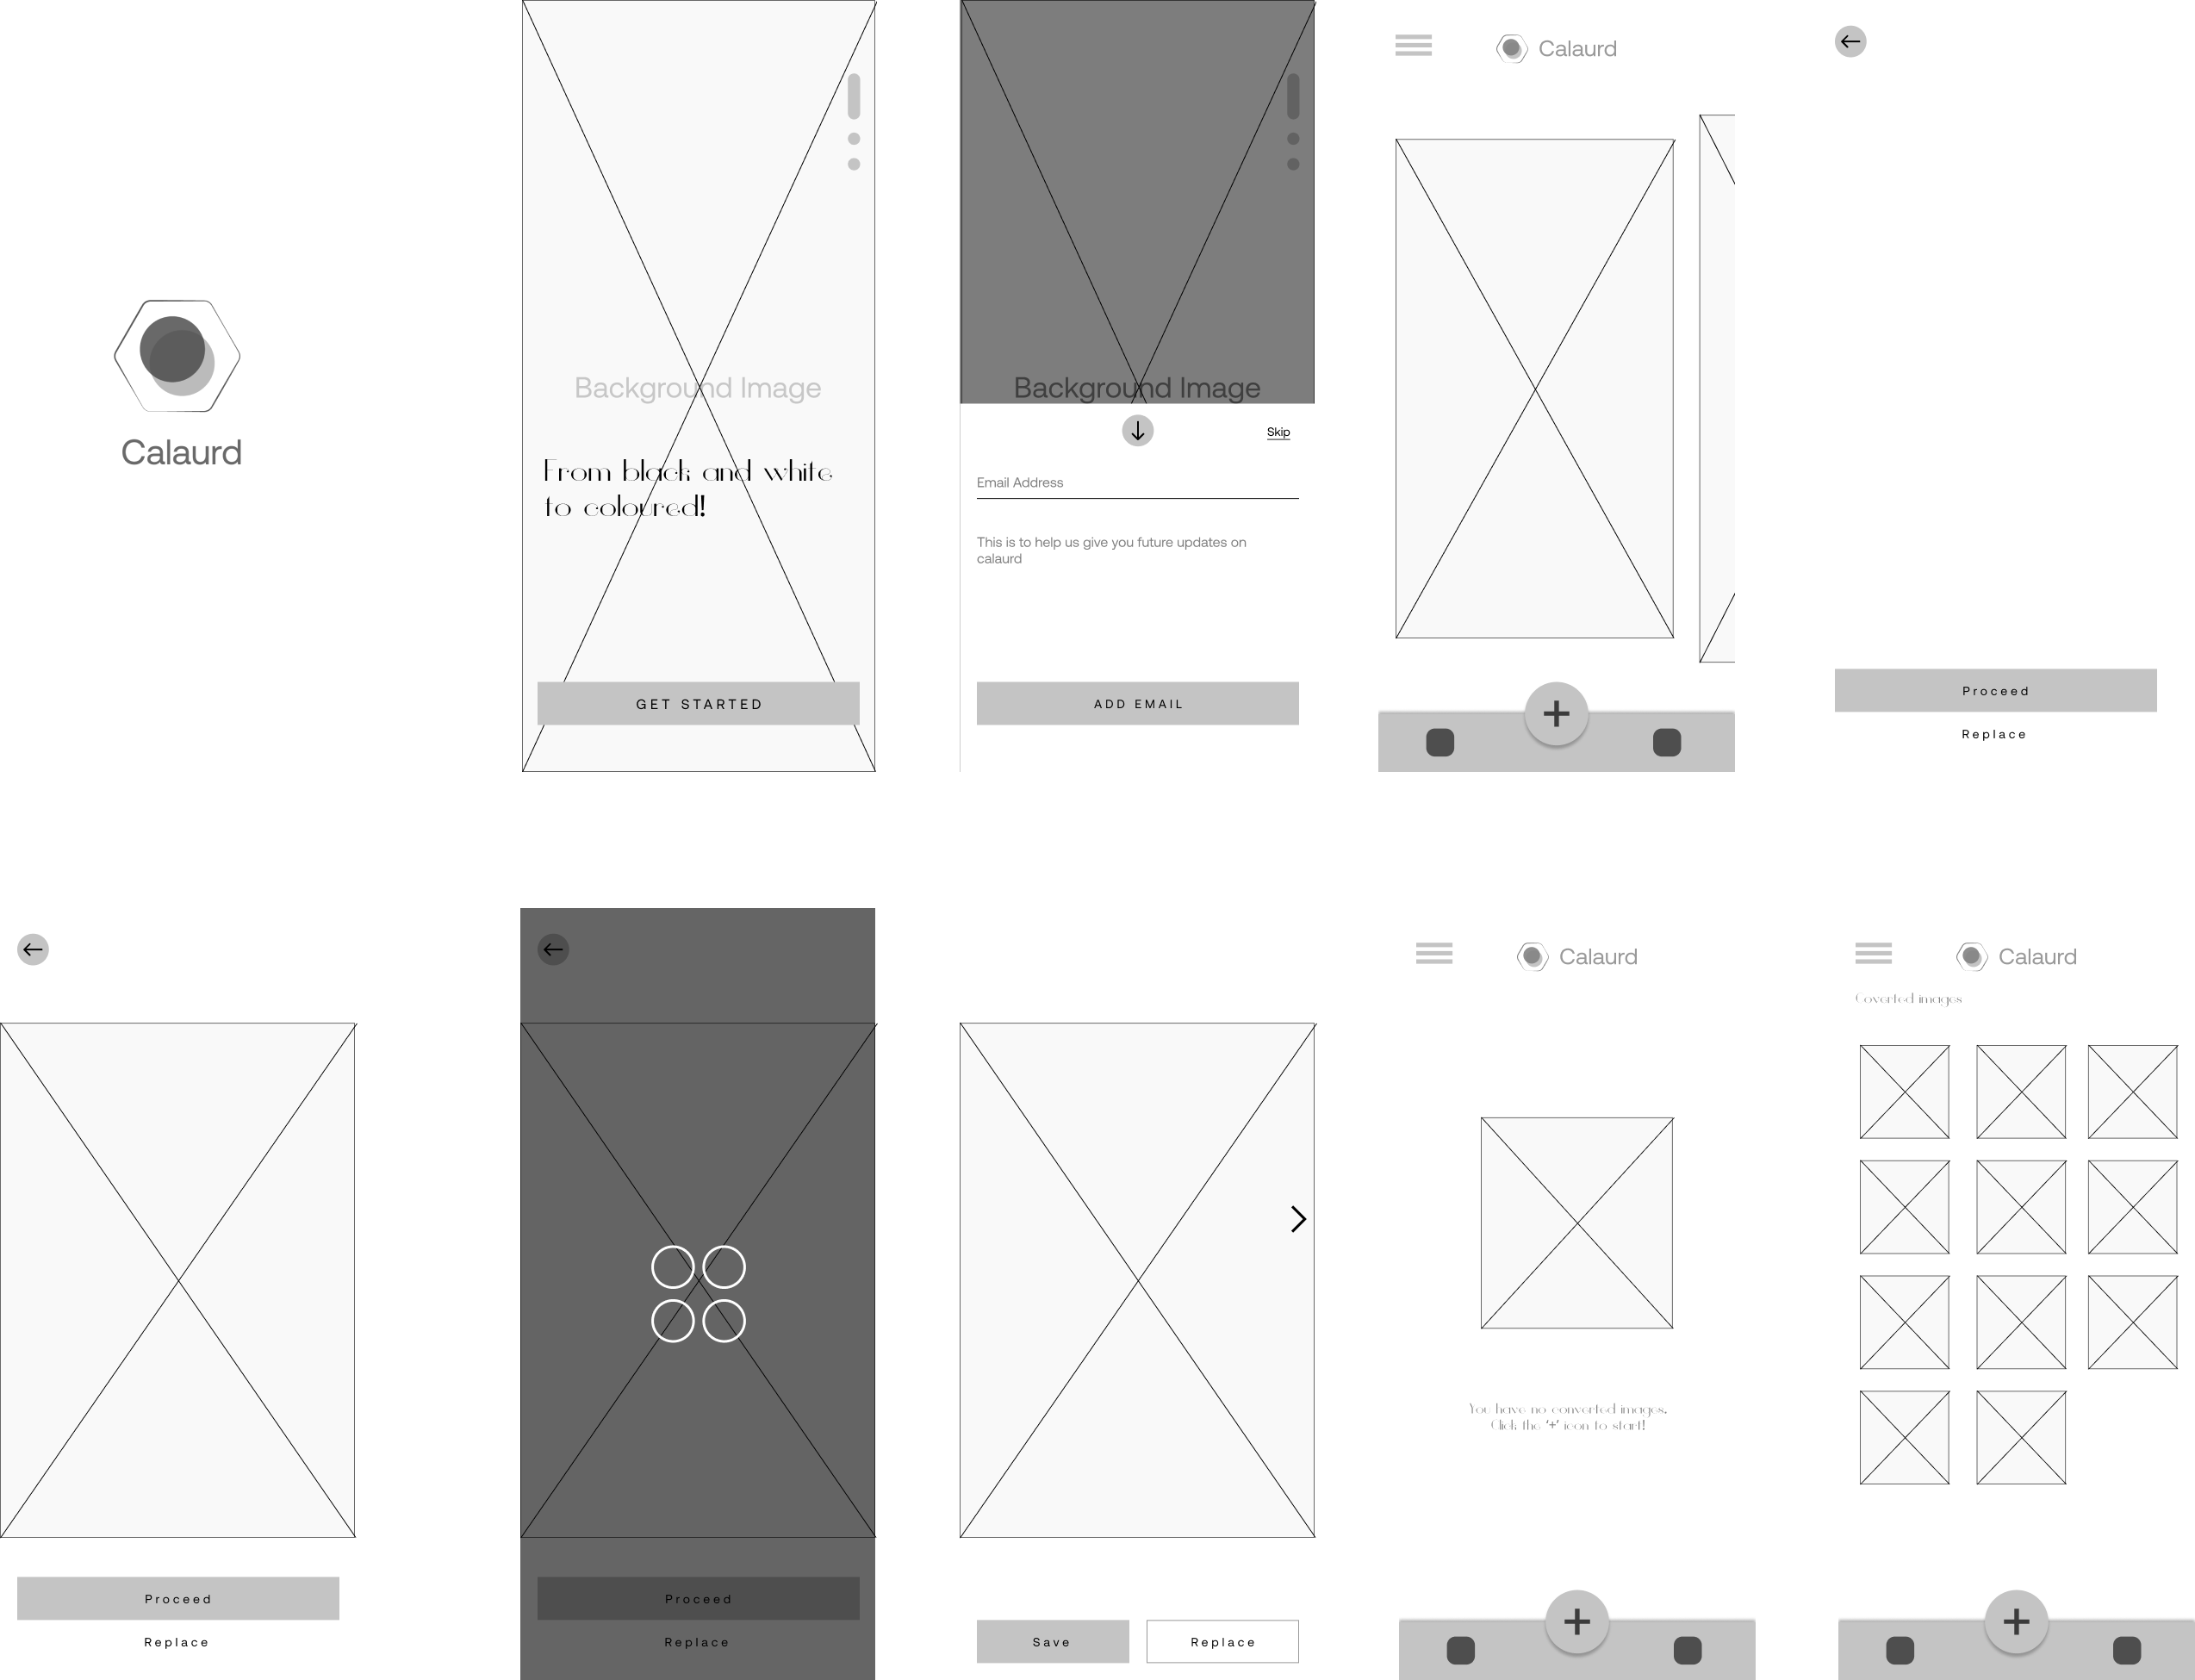 Calaurd
Background Image
From black and white
to coloured!
GET STARTED
Background Image
Skip
Email Address
This is to help us give you future updates on
calaurd
ADD EMAIL
Calaurd
Proceed
Replace
Proceed
Replace
Proceed
Replace
Save
Replace
Calaurd
You have no converted images.
Click the '+' icon to start!
Calaurd
Coverted images